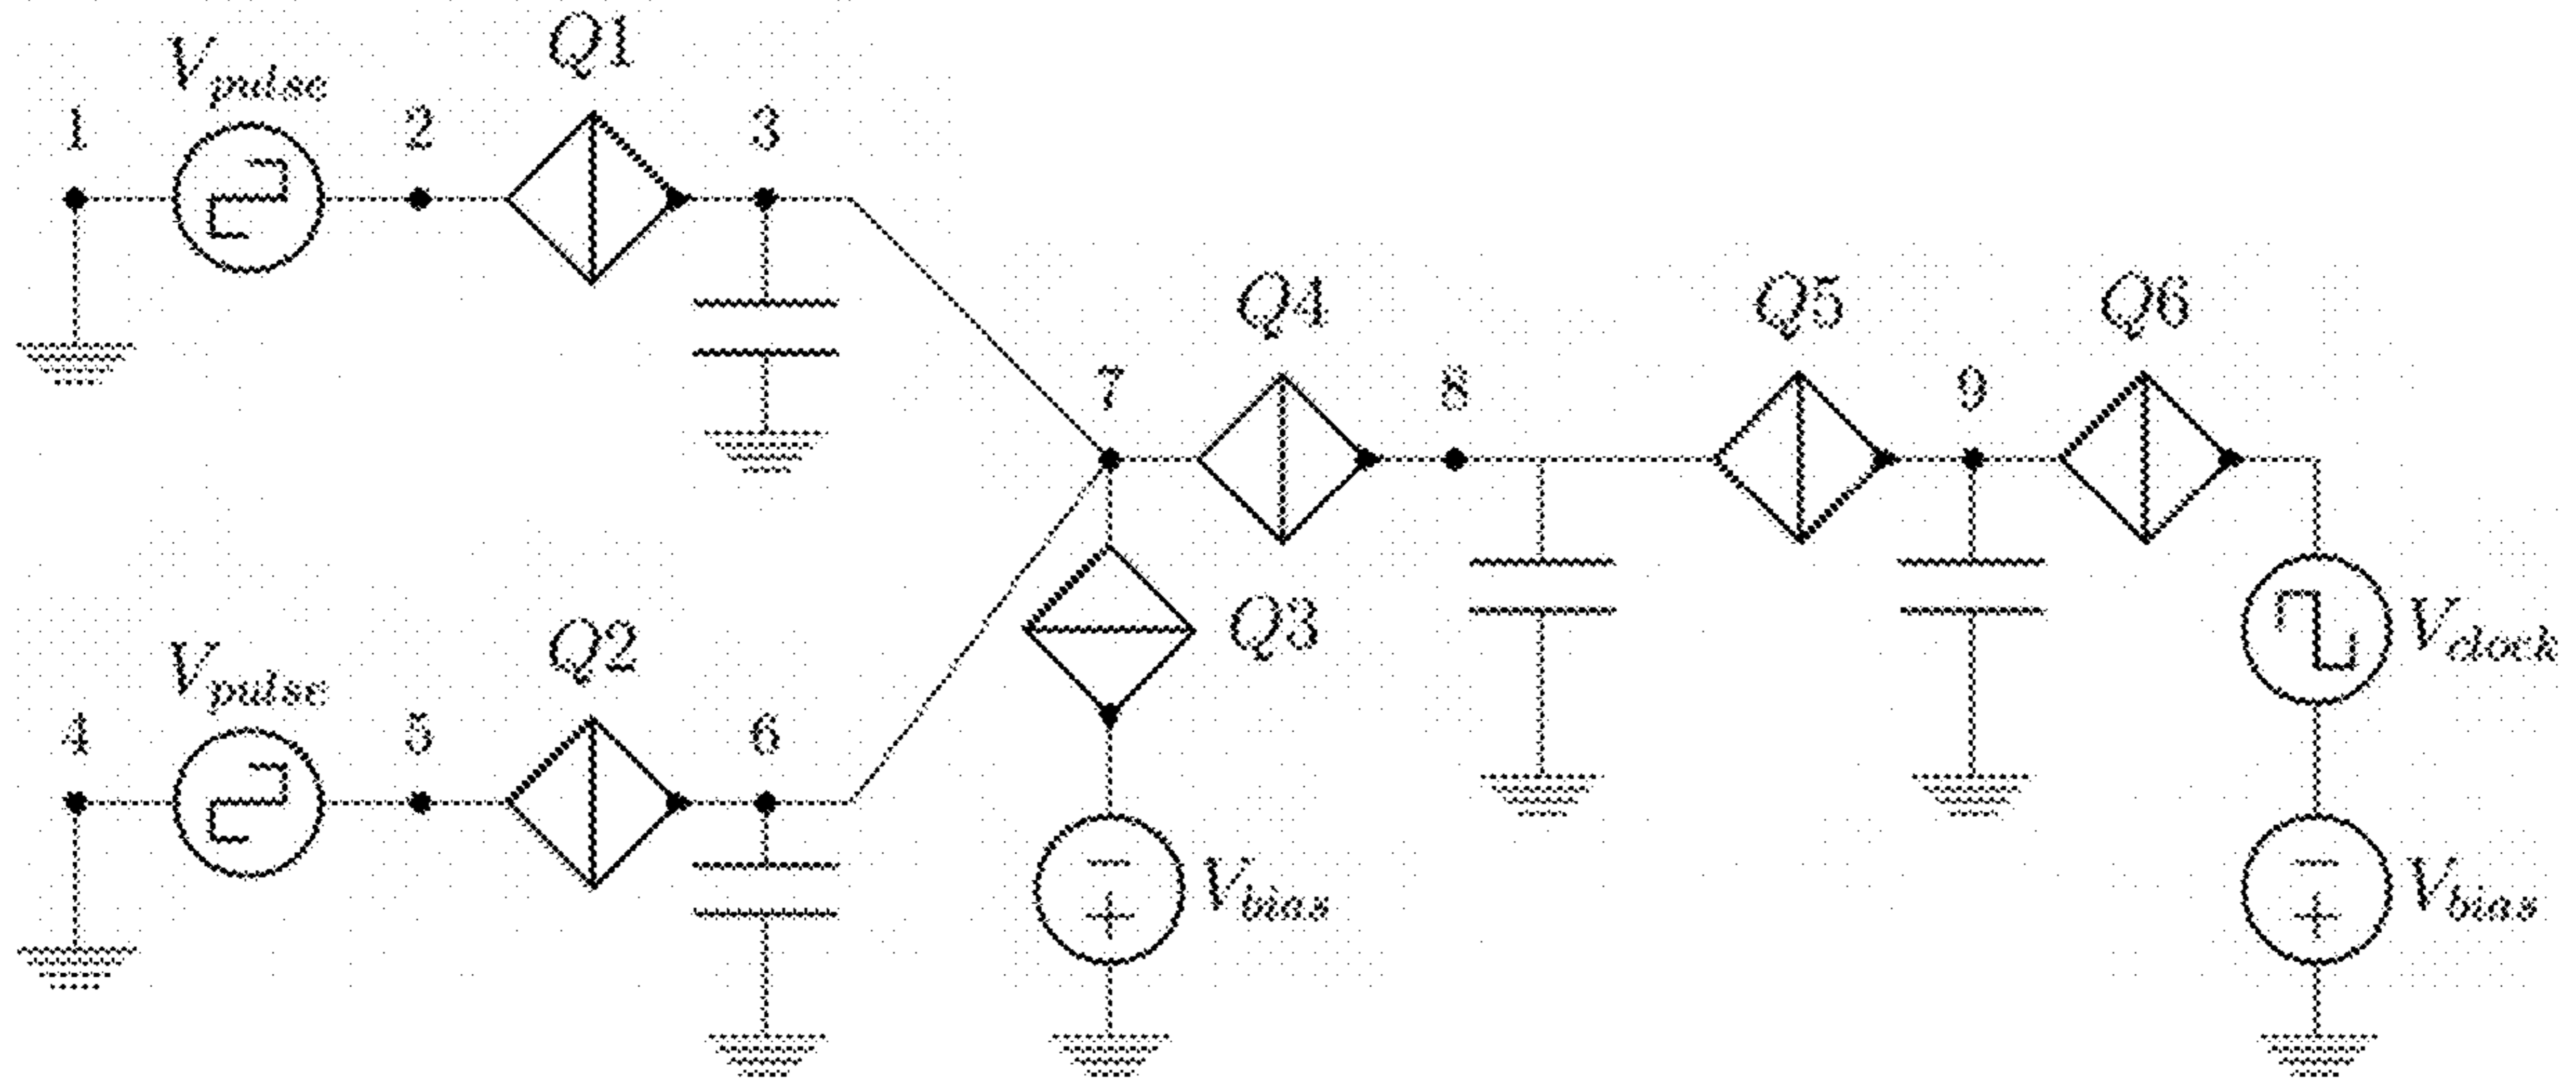 Q1
V_pulse
1 2 3
Q4 Q5 Q6
7 8 9
Q3
V_clock
Q2
V_pulse
4 5 6
V_bias V_bias